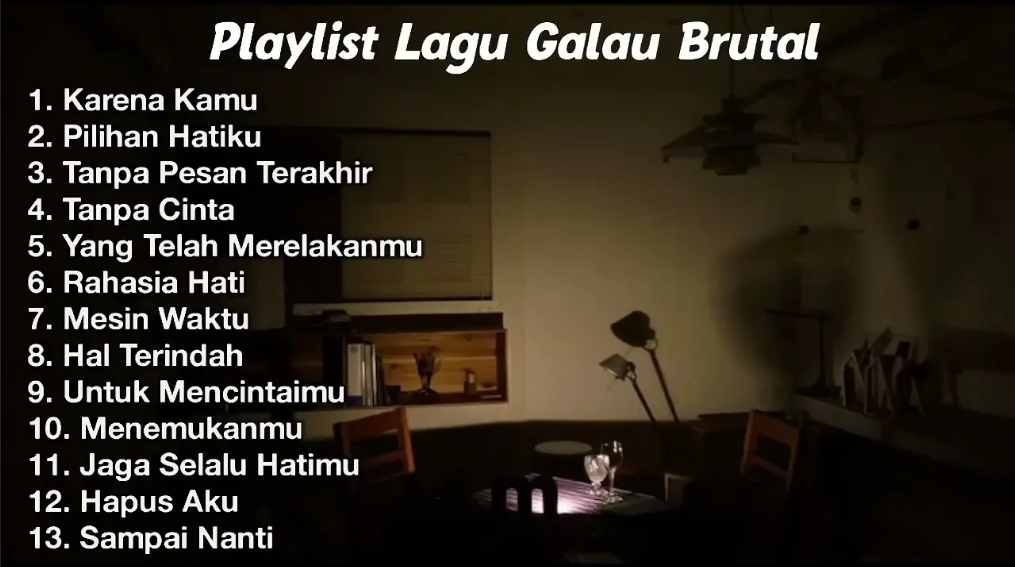 Playlist Lagu Galau Brutal
1. Karena Kamu
2. Pilihan Hatiku
3. Tanpa Pesan Terakhir
4. Tanpa Cinta
5. Yang Telah Merelakanmu
6. Rahasia Hati
7. Mesin Waktu
8. Hal Terindah
9. Untuk Mencintaimu
10. Menemukanmu
11. Jaga Selalu Hatimu
12. Hapus Aku
13. Sampai Nanti